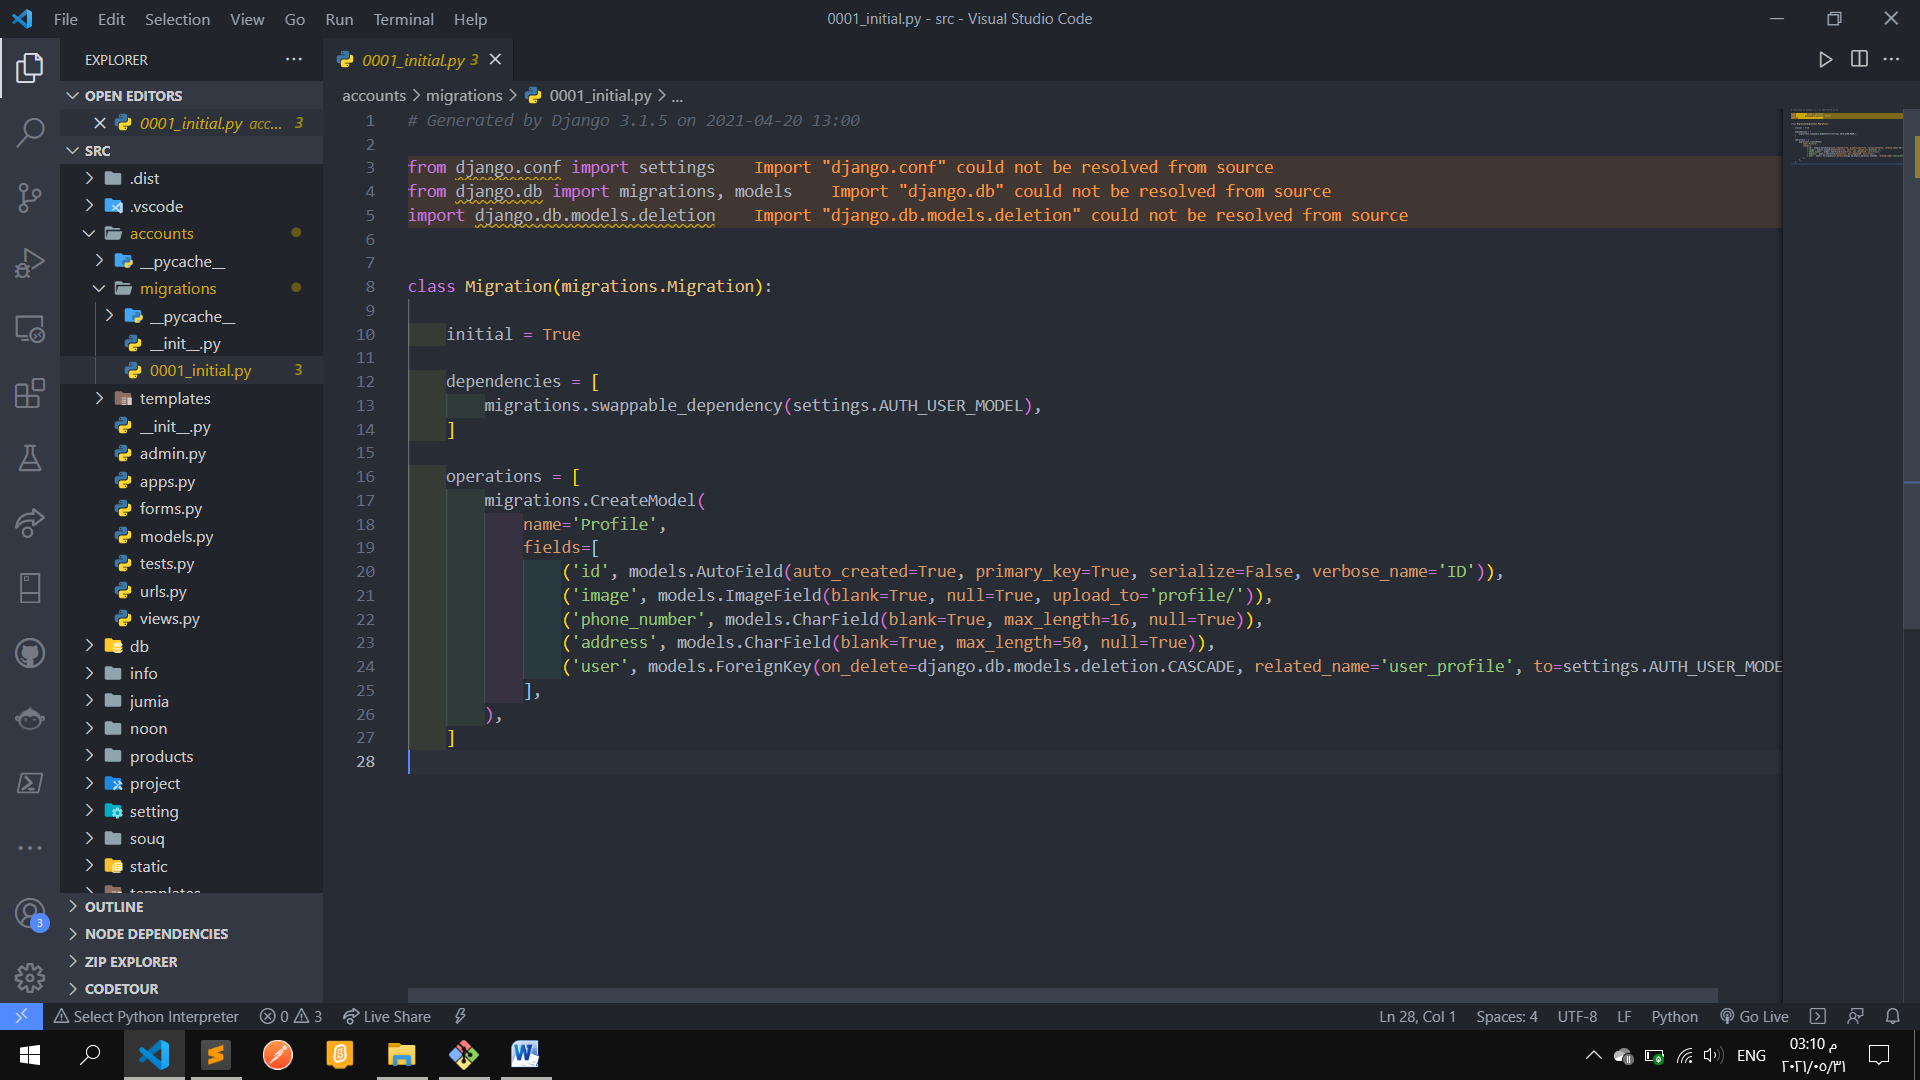 File Edit Selection View Go Run Terminal Help
0001_initial.py - src - Visual Studio Code
EXPLORER
OPEN EDITORS
0001_initial.py acc... 3
SRC
.dist
.vscode
accounts
__pycache__
migrations
__pycache__
__init__.py
0001_initial.py 3
templates
__init__.py
admin.py
apps.py
forms.py
models.py
tests.py
urls.py
views.py
db
info
jumia
noon
products
project
setting
souq
static
templates
OUTLINE
NODE DEPENDENCIES
ZIP EXPLORER
CODETOUR
3
0001_initial.py 3
accounts > migrations > 0001_initial.py > ...
1 # Generated by Django 3.1.5 on 2021-04-20 13:00
2
3 from django.conf import settings Import "django.conf" could not be resolved from source
4 from django.db import migrations, models Import "django.db" could not be resolved from source
5 import django.db.models.deletion Import "django.db.models.deletion" could not be resolved from source
6
7
8 class Migration(migrations.Migration):
9
10 initial = True
11
12 dependencies = [
13 migrations.swappable_dependency(settings.AUTH_USER_MODEL),
14 ]
15
16 operations = [
17 migrations.CreateModel(
18 name='Profile',
19 fields=[
20 ('id', models.AutoField(auto_created=True, primary_key=True, serialize=False, verbose_name='ID')),
21 ('image', models.ImageField(blank=True, null=True, upload_to='profile/')),
22 ('phone_number', models.CharField(blank=True, max_length=16, null=True)),
23 ('address', models.CharField(blank=True, max_length=50, null=True)),
24 ('user', models.ForeignKey(on_delete=django.db.models.deletion.CASCADE, related_name='user_profile', to=settings.AUTH_USER_MODE
25 ],
26 ),
27 ]
28
Select Python Interpreter 0 3 Live Share
Ln 28, Col 1 Spaces: 4 UTF-8 LF Python Go Live
ENG
03:10 م
٢٠٢١/٠٥/٣١